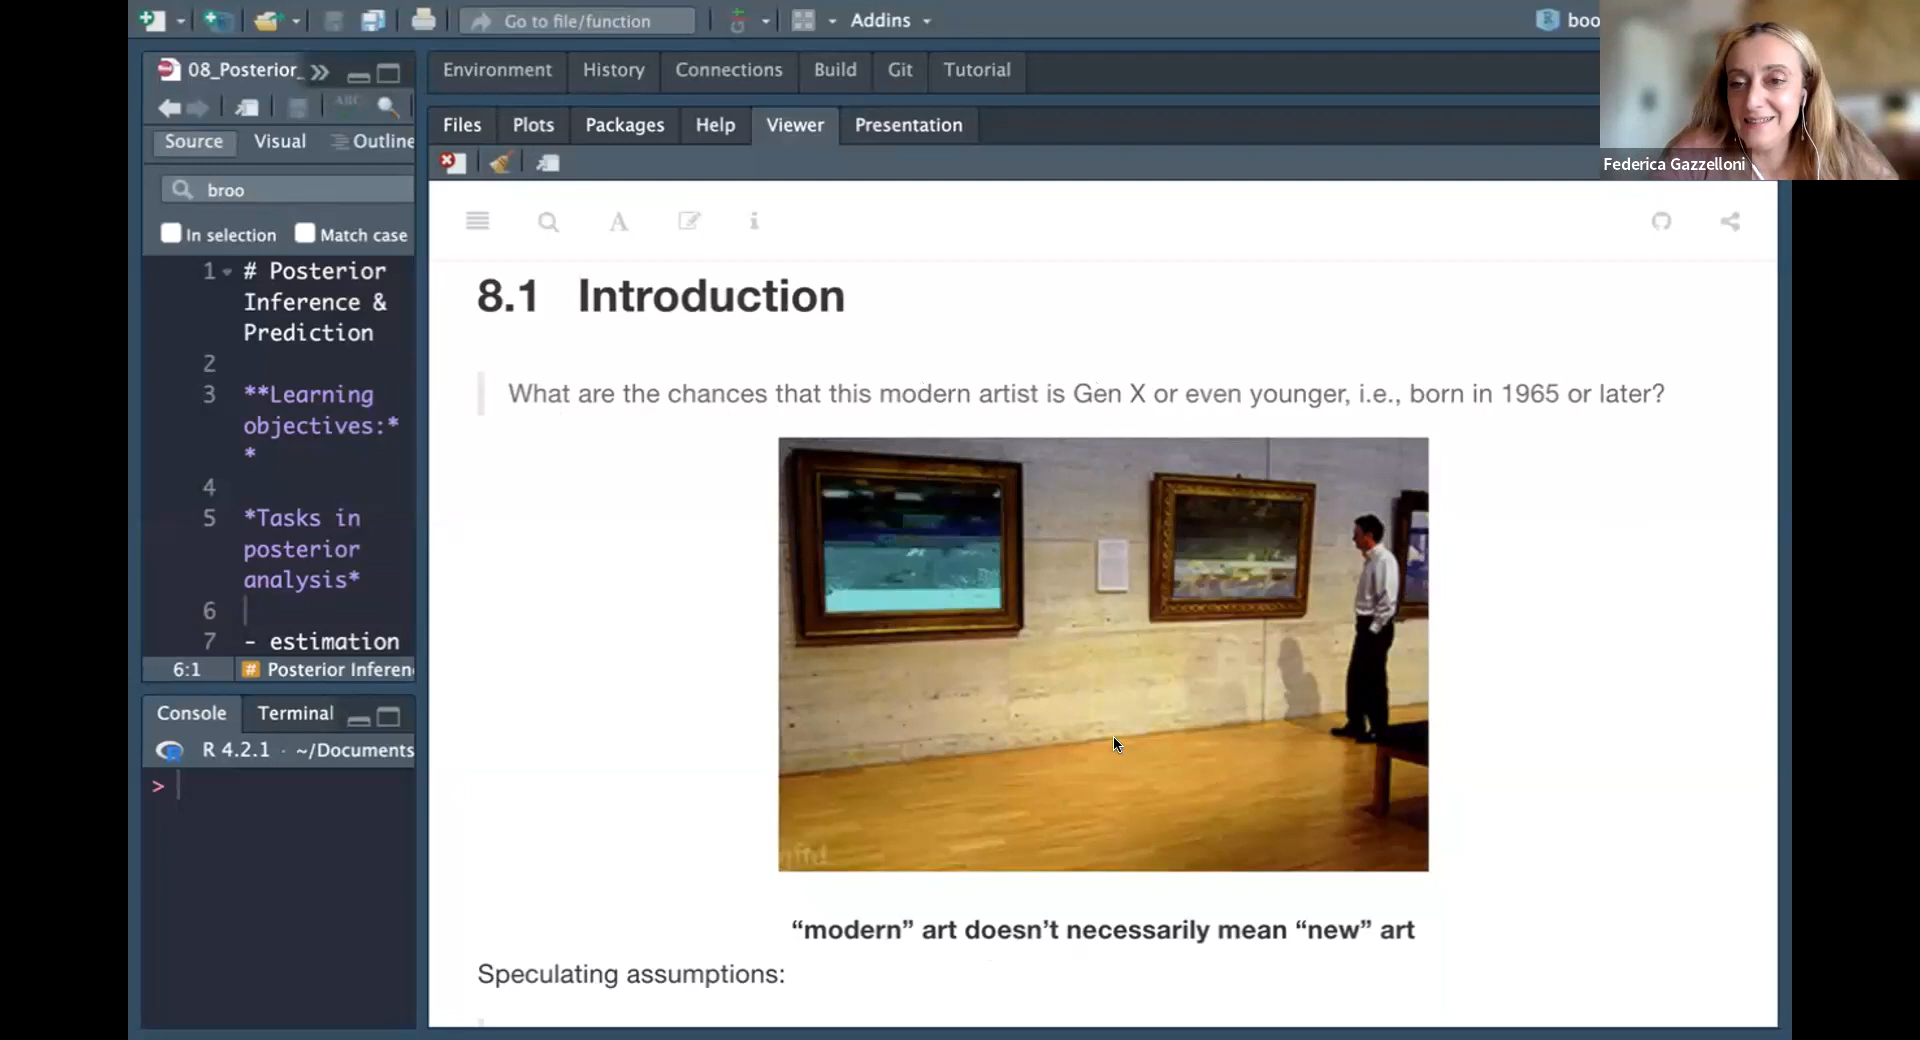 Go to file/function
Addins
boo
08_Posterior_
Environment
History
Connections
Build
Git
Tutorial
ABC
Files
Plots
Packages
Help
Viewer
Presentation
Source
Visual
Outline
Federica Gazzelloni
broo
In selection
Match case
A
i
8.1 Introduction
1 # Posterior
Inference &
Prediction
2
3 **Learning
objectives:*
*
4
5 *Tasks in
posterior
analysis*
6
7 - estimation
6:1
# Posterior Inferen
What are the chances that this modern artist is Gen X or even younger, i.e., born in 1965 or later?
Console
Terminal
R 4.2.1 · ~/Documents
>
“modern” art doesn’t necessarily mean “new” art
Speculating assumptions: